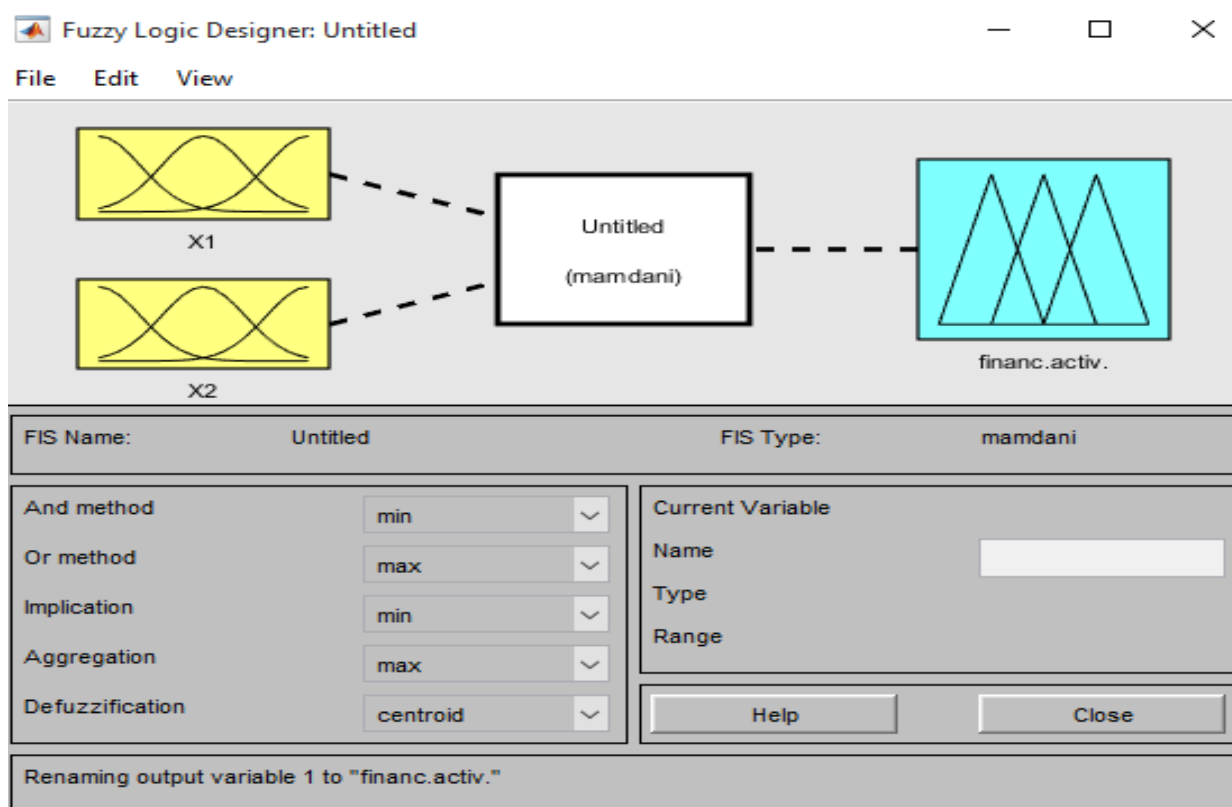 Fuzzy Logic Designer: Untitled
File Edit View
X1
X2
Untitled
(mamdani)
financ.activ.
FIS Name: Untitled FIS Type: mamdani
And method min
Or method max
Implication min
Aggregation max
Defuzzification centroid
Current Variable
Name
Type
Range
Help Close
Renaming output variable 1 to "financ.activ."